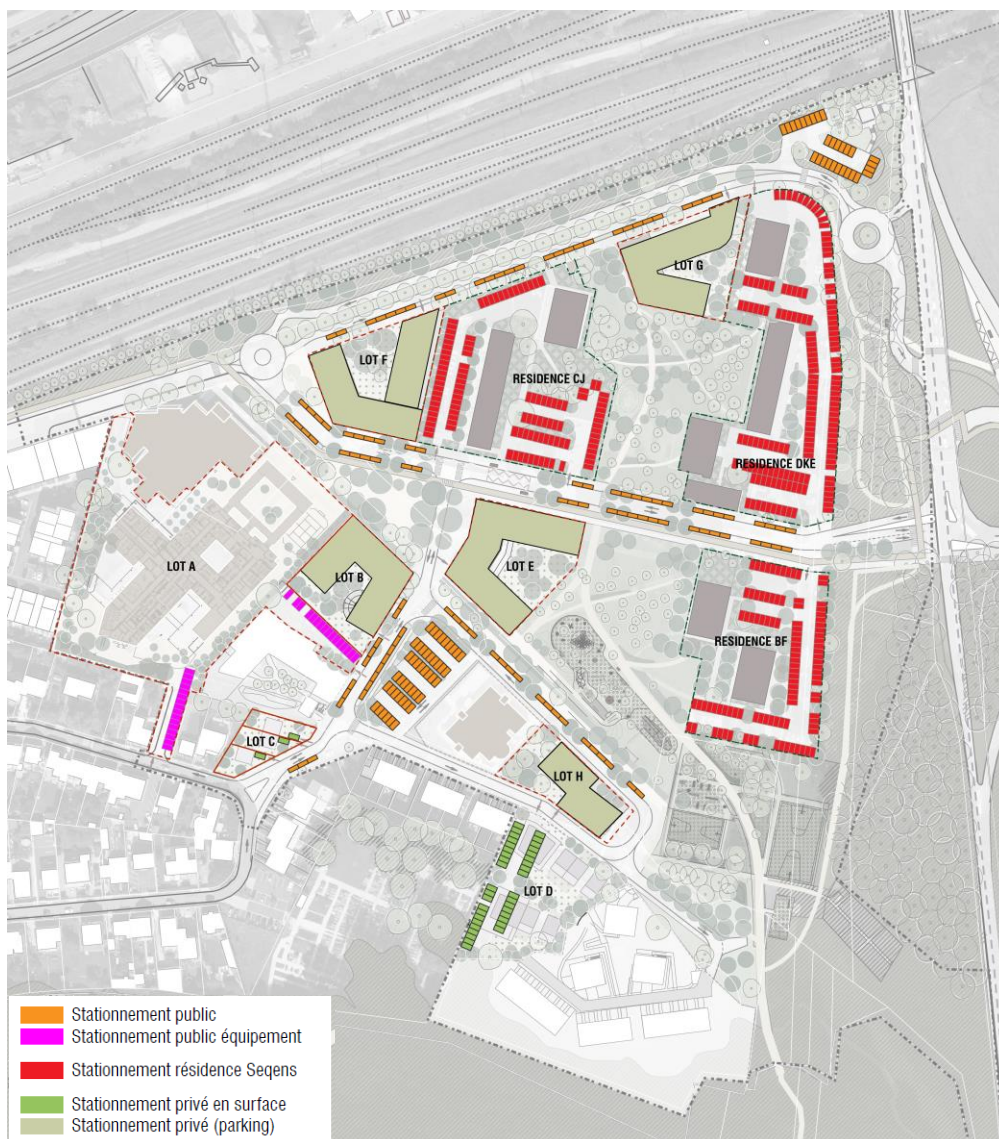 LOT G
LOT F
RESIDENCE CJ
RESIDENCE DKE
LOT A
LOT B
LOT E
RESIDENCE BF
LOT C
LOT H
LOT D
Stationnement public
Stationnement public équipement
Stationnement résidence Seqens
Stationnement privé en surface
Stationnement privé (parking)